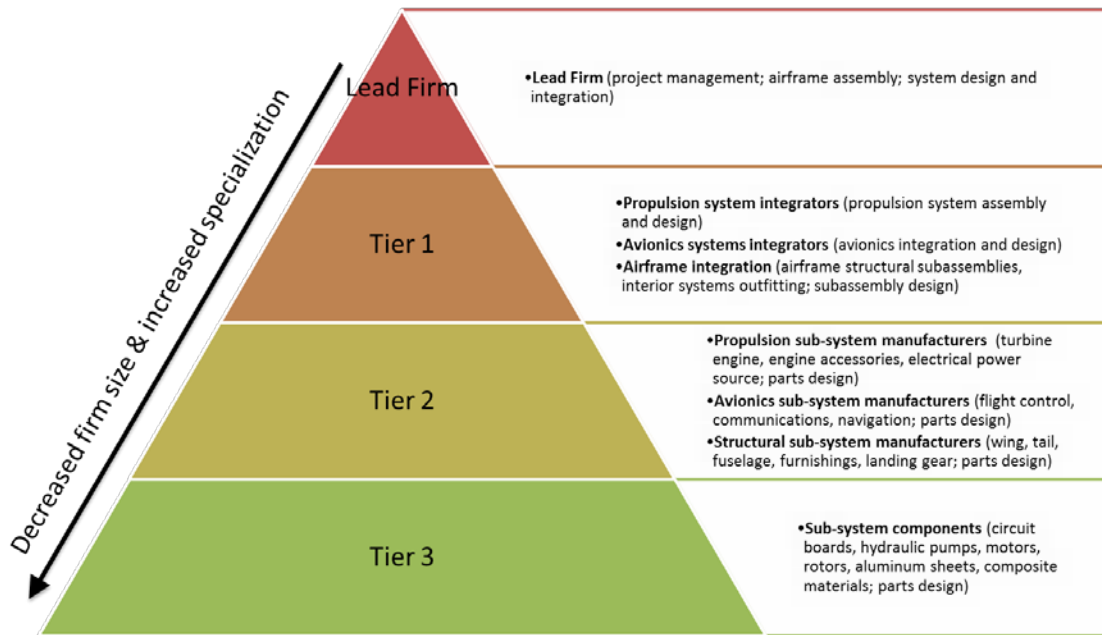 Decreased firm size & increased specialization
Lead Firm
•Lead Firm (project management; airframe assembly; system design and
integration)
Tier 1
•Propulsion system integrators (propulsion system assembly
and design)
•Avionics systems integrators (avionics integration and design)
•Airframe integration (airframe structural subassemblies,
interior systems outfitting; subassembly design)
Tier 2
•Propulsion sub-system manufacturers (turbine
engine, engine accessories, electrical power
source; parts design)
•Avionics sub-system manufacturers (flight control,
communications, navigation; parts design)
•Structural sub-system manufacturers (wing, tail,
fuselage, furnishings, landing gear; parts design)
Tier 3
•Sub-system components (circuit
boards, hydraulic pumps, motors,
rotors, aluminum sheets, composite
materials; parts design)